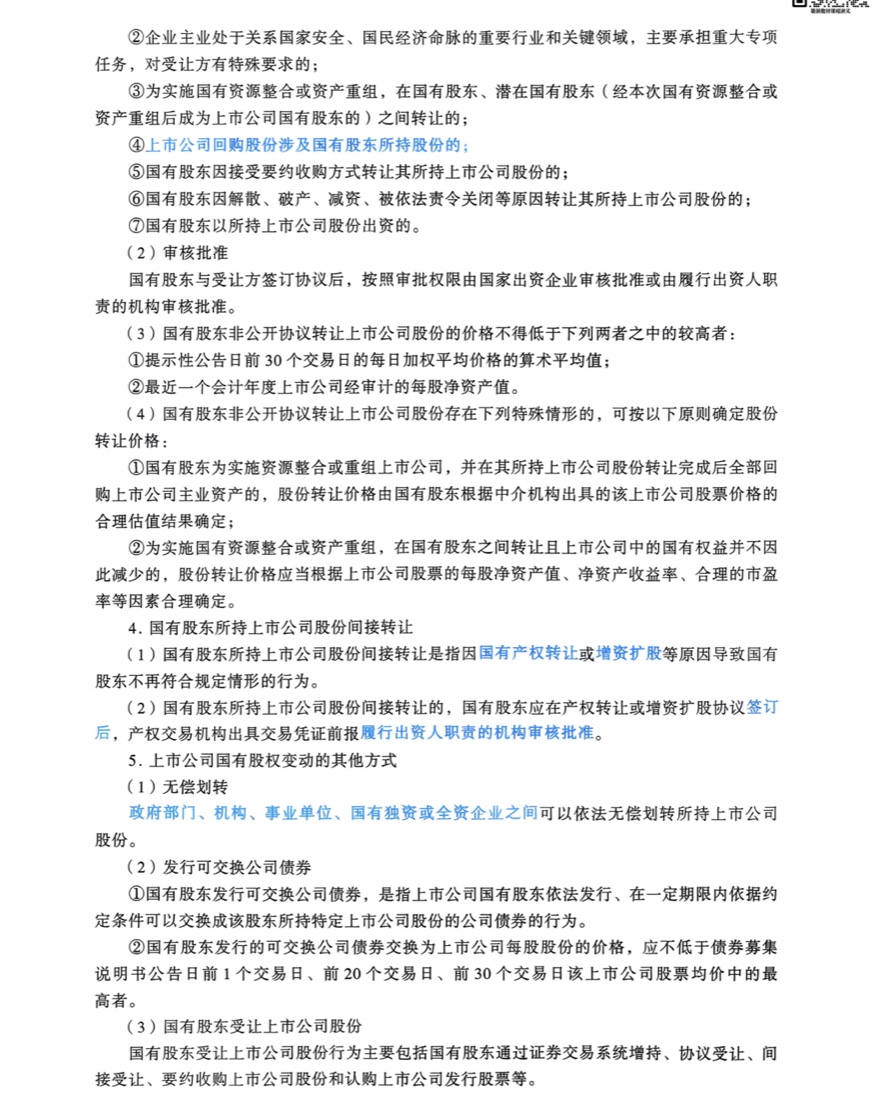 ②企业主业处于关系国家安全、国民经济命脉的重要行业和关键领域，主要承担重大专项
任务，对受让方有特殊要求的；
③为实施国有资源整合或资产重组，在国有股东、潜在国有股东（经本次国有资源整合或
资产重组后成为上市公司国有股东的）之间转让的；
④上市公司回购股份涉及国有股东所持股份的；
⑤国有股东因接受要约收购方式转让其所持上市公司股份的；
⑥国有股东因解散、破产、减资、被依法责令关闭等原因转让其所持上市公司股份的；
⑦国有股东以所持上市公司股份出资的。
（2）审核批准
国有股东与受让方签订协议后，按照审批权限由国家出资企业审核批准或由履行出资人职
责的机构审核批准。
（3）国有股东非公开协议转让上市公司股份的价格不得低于下列两者之中的较高者：
①提示性公告日前 30 个交易日的每日加权平均价格的算术平均值；
②最近一个会计年度上市公司经审计的每股净资产值。
（4）国有股东非公开协议转让上市公司股份存在下列特殊情形的，可按以下原则确定股份
转让价格：
①国有股东为实施资源整合或重组上市公司，并在其所持上市公司股份转让完成后全部回
购上市公司主业资产的，股份转让价格由国有股东根据中介机构出具的该上市公司股票价格的
合理估值结果确定；
②为实施国有资源整合或资产重组，在国有股东之间转让且上市公司中的国有权益并不因
此减少的，股份转让价格应当根据上市公司股票的每股净资产值、净资产收益率、合理的市盈
率等因素合理确定。
4. 国有股东所持上市公司股份间接转让
（1）国有股东所持上市公司股份间接转让是指因国有产权转让或增资扩股等原因导致国有
股东不再符合规定情形的行为。
（2）国有股东所持上市公司股份间接转让的，国有股东应在产权转让或增资扩股协议签订
后，产权交易机构出具交易凭证前报履行出资人职责的机构审核批准。
5. 上市公司国有股权变动的其他方式
（1）无偿划转
政府部门、机构、事业单位、国有独资或全资企业之间可以依法无偿划转所持上市公司
股份。
（2）发行可交换公司债券
①国有股东发行可交换公司债券，是指上市公司国有股东依法发行、在一定期限内依据约
定条件可以交换成该股东所持特定上市公司股份的公司债券的行为。
②国有股东发行的可交换公司债券交换为上市公司每股股份的价格，应不低于债券募集
说明书公告日前 1 个交易日、前 20 个交易日、前 30 个交易日该上市公司股票均价中的最
高者。
（3）国有股东受让上市公司股份
国有股东受让上市公司股份行为主要包括国有股东通过证券交易系统增持、协议受让、间
接受让、要约收购上市公司股份和认购上市公司发行股票等。